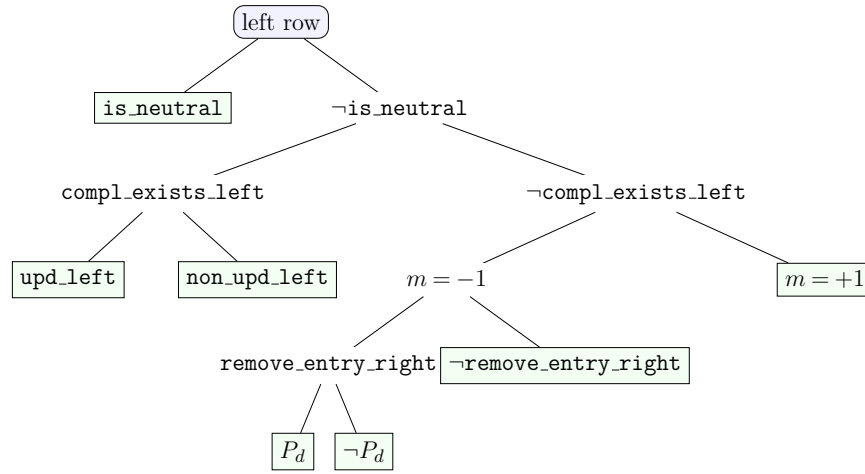 left row
is_neutral ¬is_neutral
compl_exists_left ¬compl_exists_left
upd_left non_upd_left m = −1 m = +1
remove_entry_right ¬remove_entry_right
P_d ¬P_d